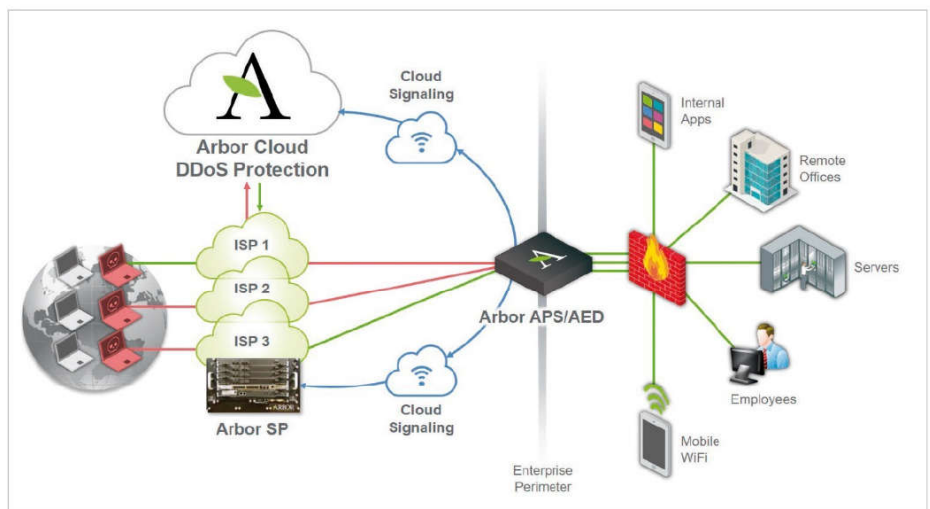 Arbor Cloud
DDoS Protection
Cloud
Signaling
ISP 1
ISP 2
ISP 3
ARBOR
Arbor SP
Cloud
Signaling
Arbor APS/AED
Enterprise
Perimeter
Internal
Apps
Remote
Offices
Servers
Employees
Mobile
WiFi